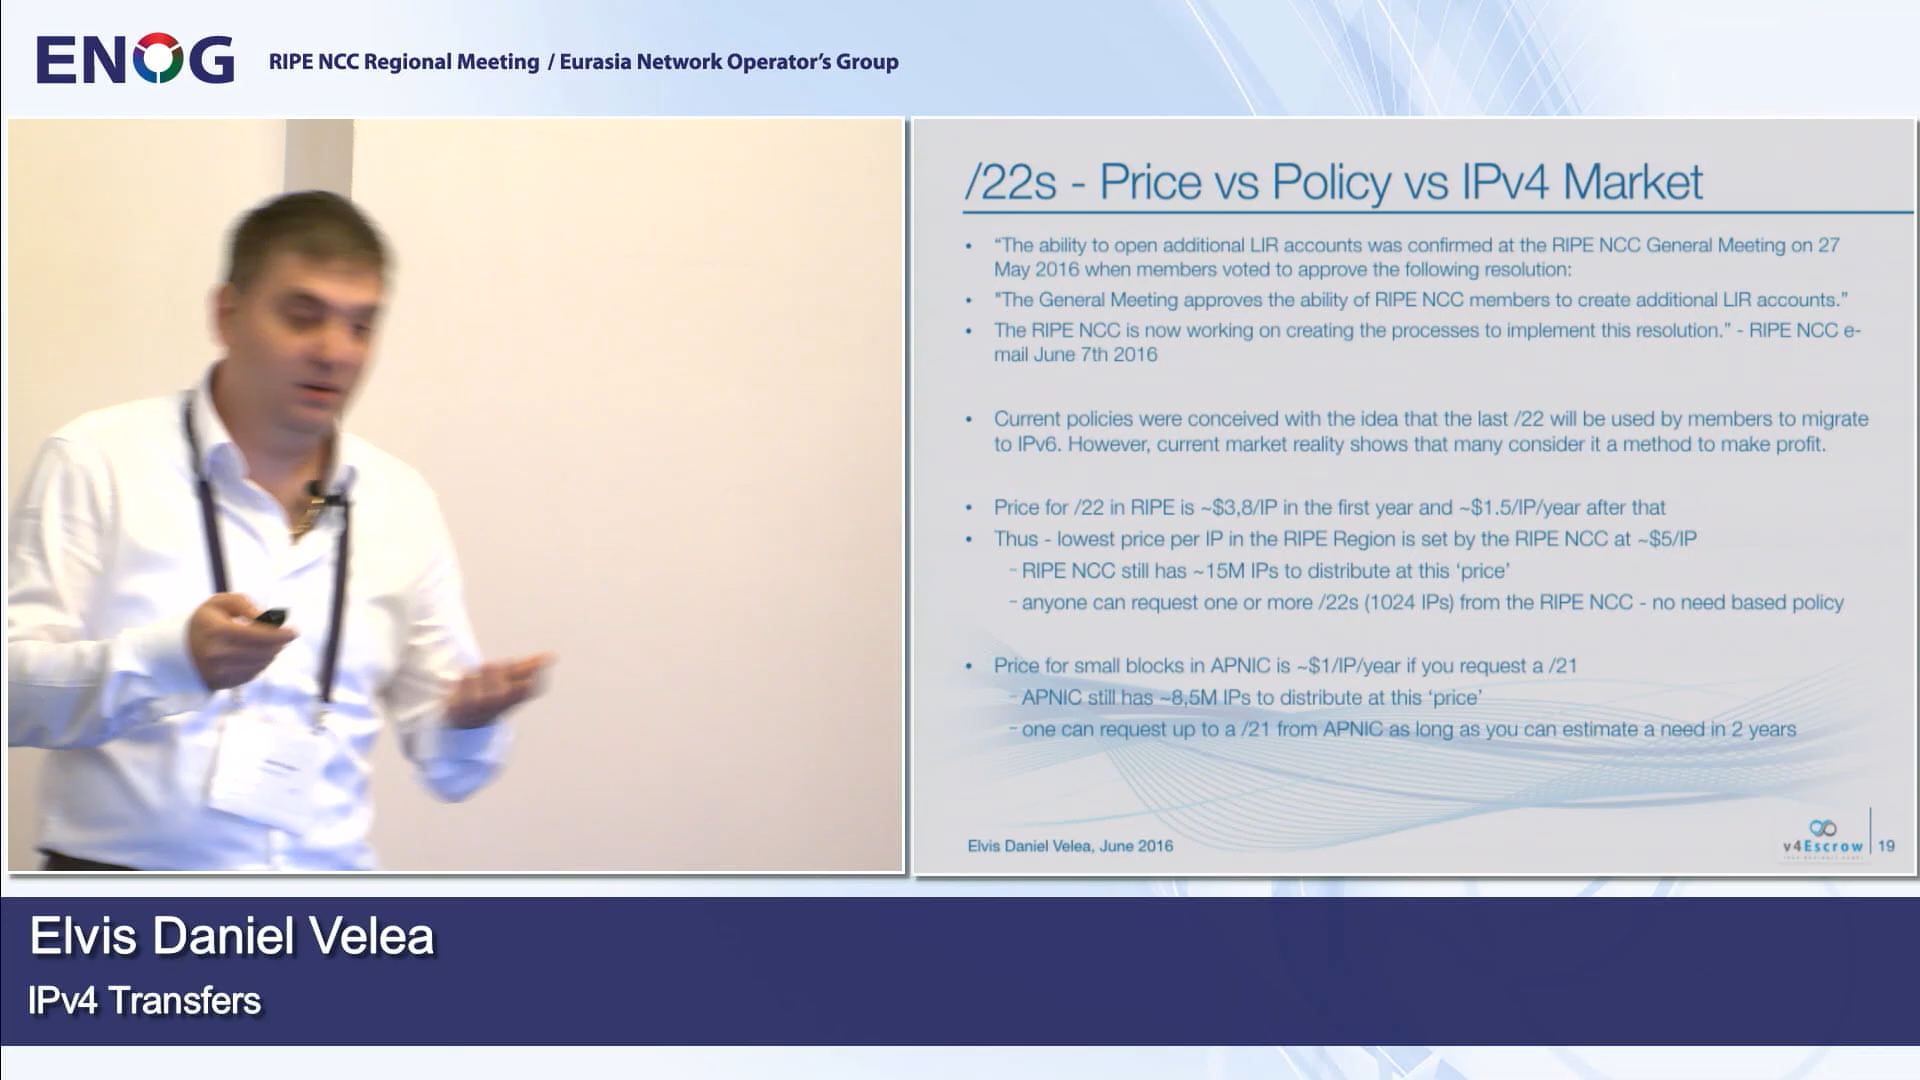 ENOG
RIPE NCC Regional Meeting / Eurasia Network Operator's Group
/22s - Price vs Policy vs IPv4 Market
• “The ability to open additional LIR accounts was confirmed at the RIPE NCC General Meeting on 27
May 2016 when members voted to approve the following resolution:
• "The General Meeting approves the ability of RIPE NCC members to create additional LIR accounts.”
• The RIPE NCC is now working on creating the processes to implement this resolution.” - RIPE NCC e-
mail June 7th 2016
• Current policies were conceived with the idea that the last /22 will be used by members to migrate
to IPv6. However, current market reality shows that many consider it a method to make profit.
• Price for /22 in RIPE is ~$3,8/IP in the first year and ~$1.5/IP/year after that
• Thus - lowest price per IP in the RIPE Region is set by the RIPE NCC at ~$5/IP
- RIPE NCC still has ~15M IPs to distribute at this ‘price’
- anyone can request one or more /22s (1024 IPs) from the RIPE NCC - no need based policy
• Price for small blocks in APNIC is ~$1/IP/year if you request a /21
- APNIC still has ~8,5M IPs to distribute at this ‘price’
- one can request up to a /21 from APNIC as long as you can estimate a need in 2 years
Elvis Daniel Velea, June 2016
v4Escrow
19
Elvis Daniel Velea
IPv4 Transfers